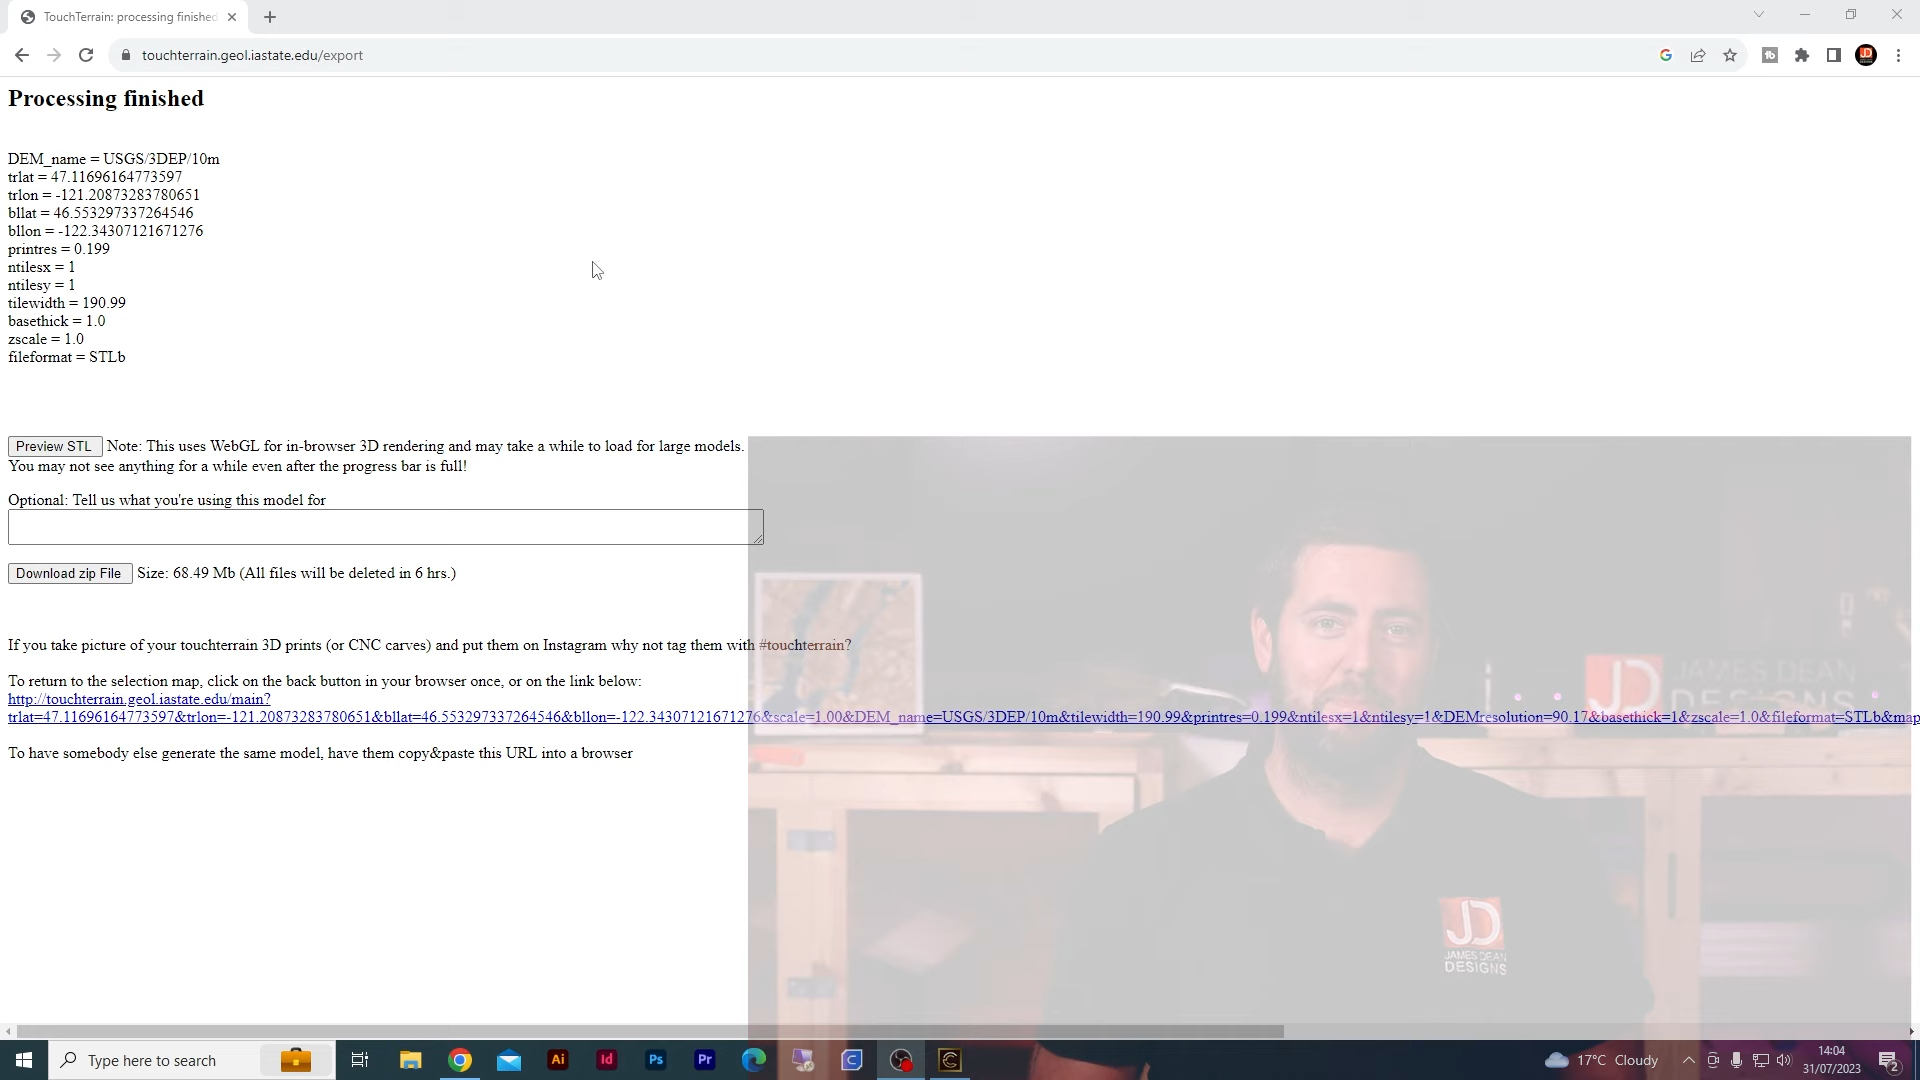 TouchTerrain: processing finished
touchterrain.geol.iastate.edu/export
Processing finished
DEM_name = USGS/3DEP/10m
trlat = 47.11696164773597
trlon = -121.20873283780651
bllat = 46.553297337264546
bllon = -122.34307121671276
printres = 0.199
ntilesx = 1
ntilesy = 1
tilewidth = 190.99
basethick = 1.0
zscale = 1.0
fileformat = STLb
Preview STL Note: This uses WebGL for in-browser 3D rendering and may take a while to load for large models.
You may not see anything for a while even after the progress bar is full!
Optional: Tell us what you're using this model for
Download zip File Size: 68.49 Mb (All files will be deleted in 6 hrs.)
If you take picture of your touchterrain 3D prints (or CNC carves) and put them on Instagram why not tag them with #touchterrain?
To return to the selection map, click on the back button in your browser once, or on the link below:
http://touchterrain.geol.iastate.edu/main?
trlat=47.11696164773597&trlon=-121.20873283780651&bllat=46.553297337264546&bllon=-122.34307121671276&scale=1.00&DEM_name=USGS/3DEP/10m&tilewidth=190.99&printres=0.199&ntilesx=1&ntilesy=1&DEMresolution=90.17&basethick=1&zscale=1.0&fileformat=STLb&map
To have somebody else generate the same model, have them copy&paste this URL into a browser
JD JAMES DEAN
DESIGNS
JD
JAMES DEAN
DESIGNS
Type here to search
Ai
Id
Ps
Pr
17°C Cloudy
14:04
31/07/2023
2